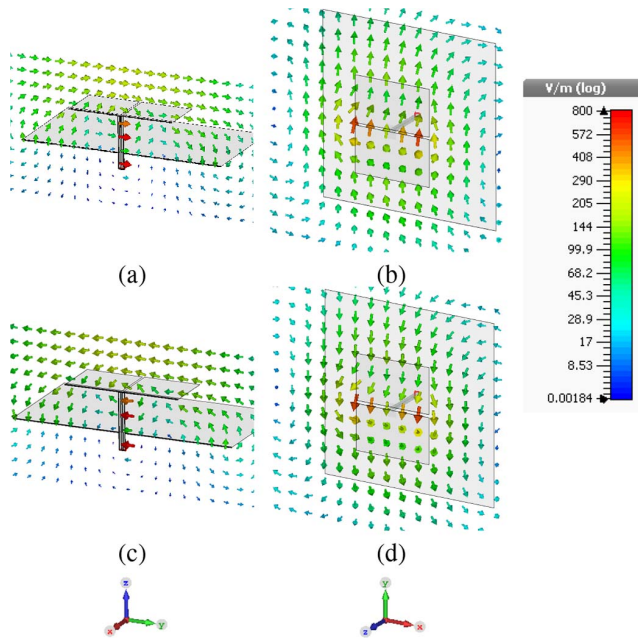 (a)
(b)
V/m (log)
800
572
408
290
205
144
99.9
68.2
45.3
28.9
17
8.53
0.00184
(c)
(d)
z
x
y
y
z
x